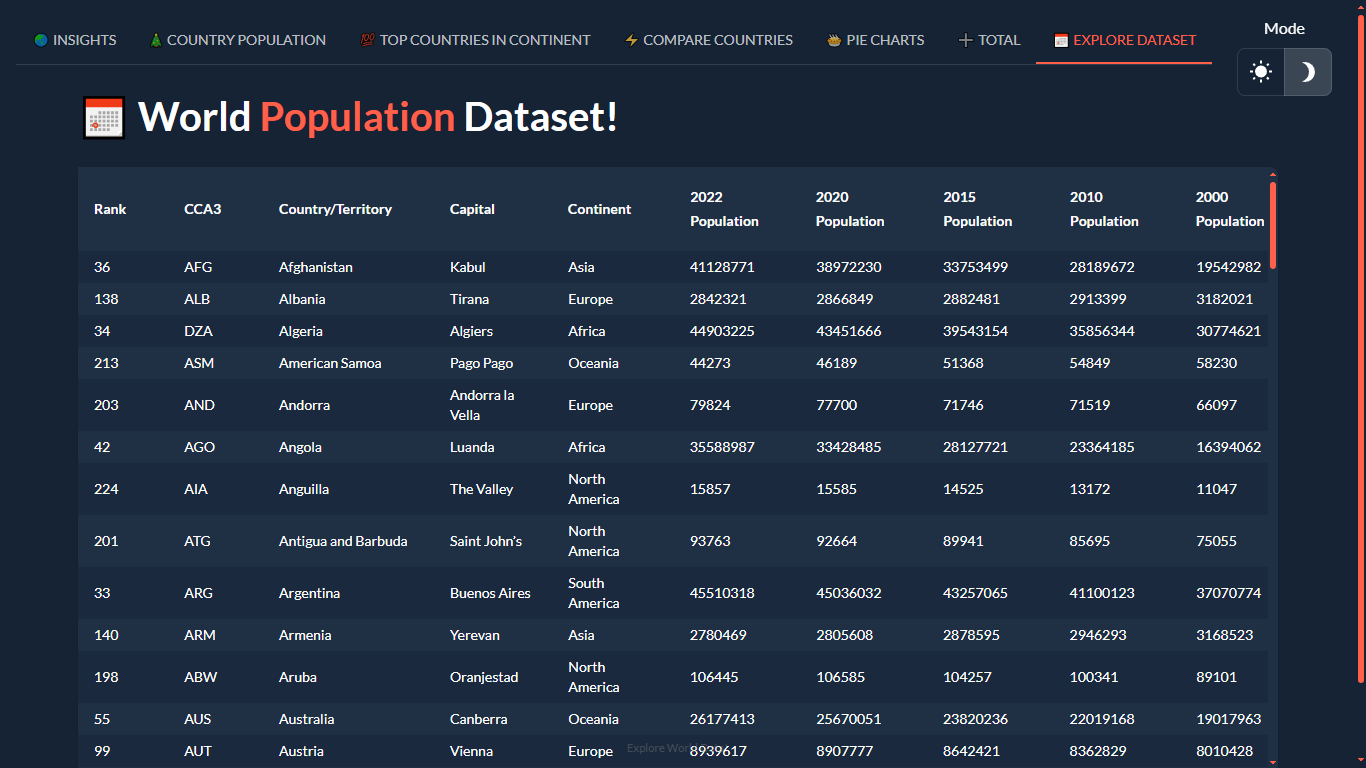 INSIGHTS COUNTRY POPULATION TOP COUNTRIES IN CONTINENT COMPARE COUNTRIES PIE CHARTS TOTAL EXPLORE DATASET Mode
World Population Dataset!
Rank CCA3 Country/Territory Capital Continent 2022 Population 2020 Population 2015 Population 2010 Population 2000 Population
36 AFG Afghanistan Kabul Asia 41128771 38972230 33753499 28189672 19542982
138 ALB Albania Tirana Europe 2842321 2866849 2882481 2913399 3182021
34 DZA Algeria Algiers Africa 44903225 43451666 39543154 35856344 30774621
213 ASM American Samoa Pago Pago Oceania 44273 46189 51368 54849 58230
203 AND Andorra Andorra la Vella Europe 79824 77700 71746 71519 66097
42 AGO Angola Luanda Africa 35588987 33428485 28127721 23364185 16394062
224 AIA Anguilla The Valley North America 15857 15585 14525 13172 11047
201 ATG Antigua and Barbuda Saint John's North America 93763 92664 89941 85695 75055
33 ARG Argentina Buenos Aires South America 45510318 45036032 43257065 41100123 37070774
140 ARM Armenia Yerevan Asia 2780469 2805608 2878595 2946293 3168523
198 ABW Aruba Oranjestad North America 106445 106585 104257 100341 89101
55 AUS Australia Canberra Oceania 26177413 25670051 23820236 22019168 19017963
99 AUT Austria Vienna Europe 8939617 8907777 8642421 8362829 8010428
Explore